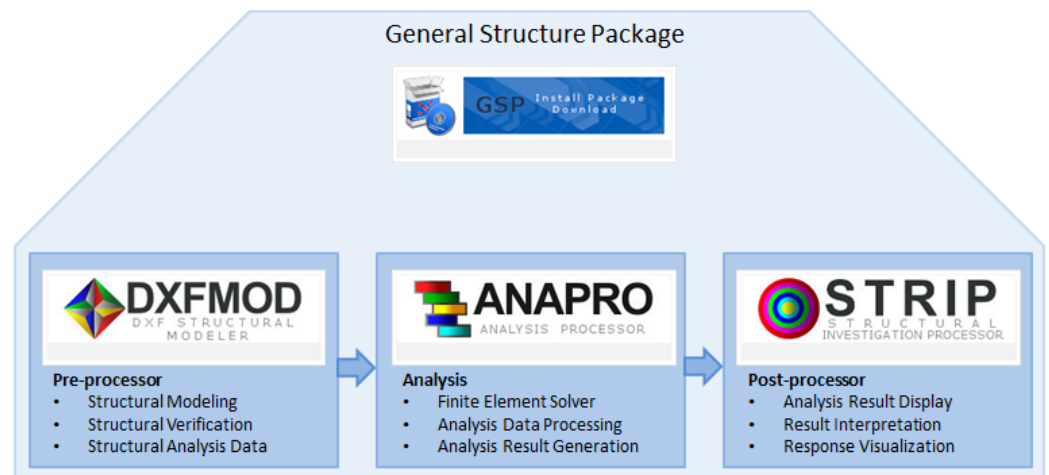 General Structure Package
GSP Install Package
Download
DXFMOD
DXF STRUCTURAL
MODELER
Pre-processor
• Structural Modeling
• Structural Verification
• Structural Analysis Data
ANAPRO
ANALYSIS PROCESSOR
Analysis
• Finite Element Solver
• Analysis Data Processing
• Analysis Result Generation
STRIP
STRUCTURAL
INVESTIGATION PROCESSOR
Post-processor
• Analysis Result Display
• Result Interpretation
• Response Visualization